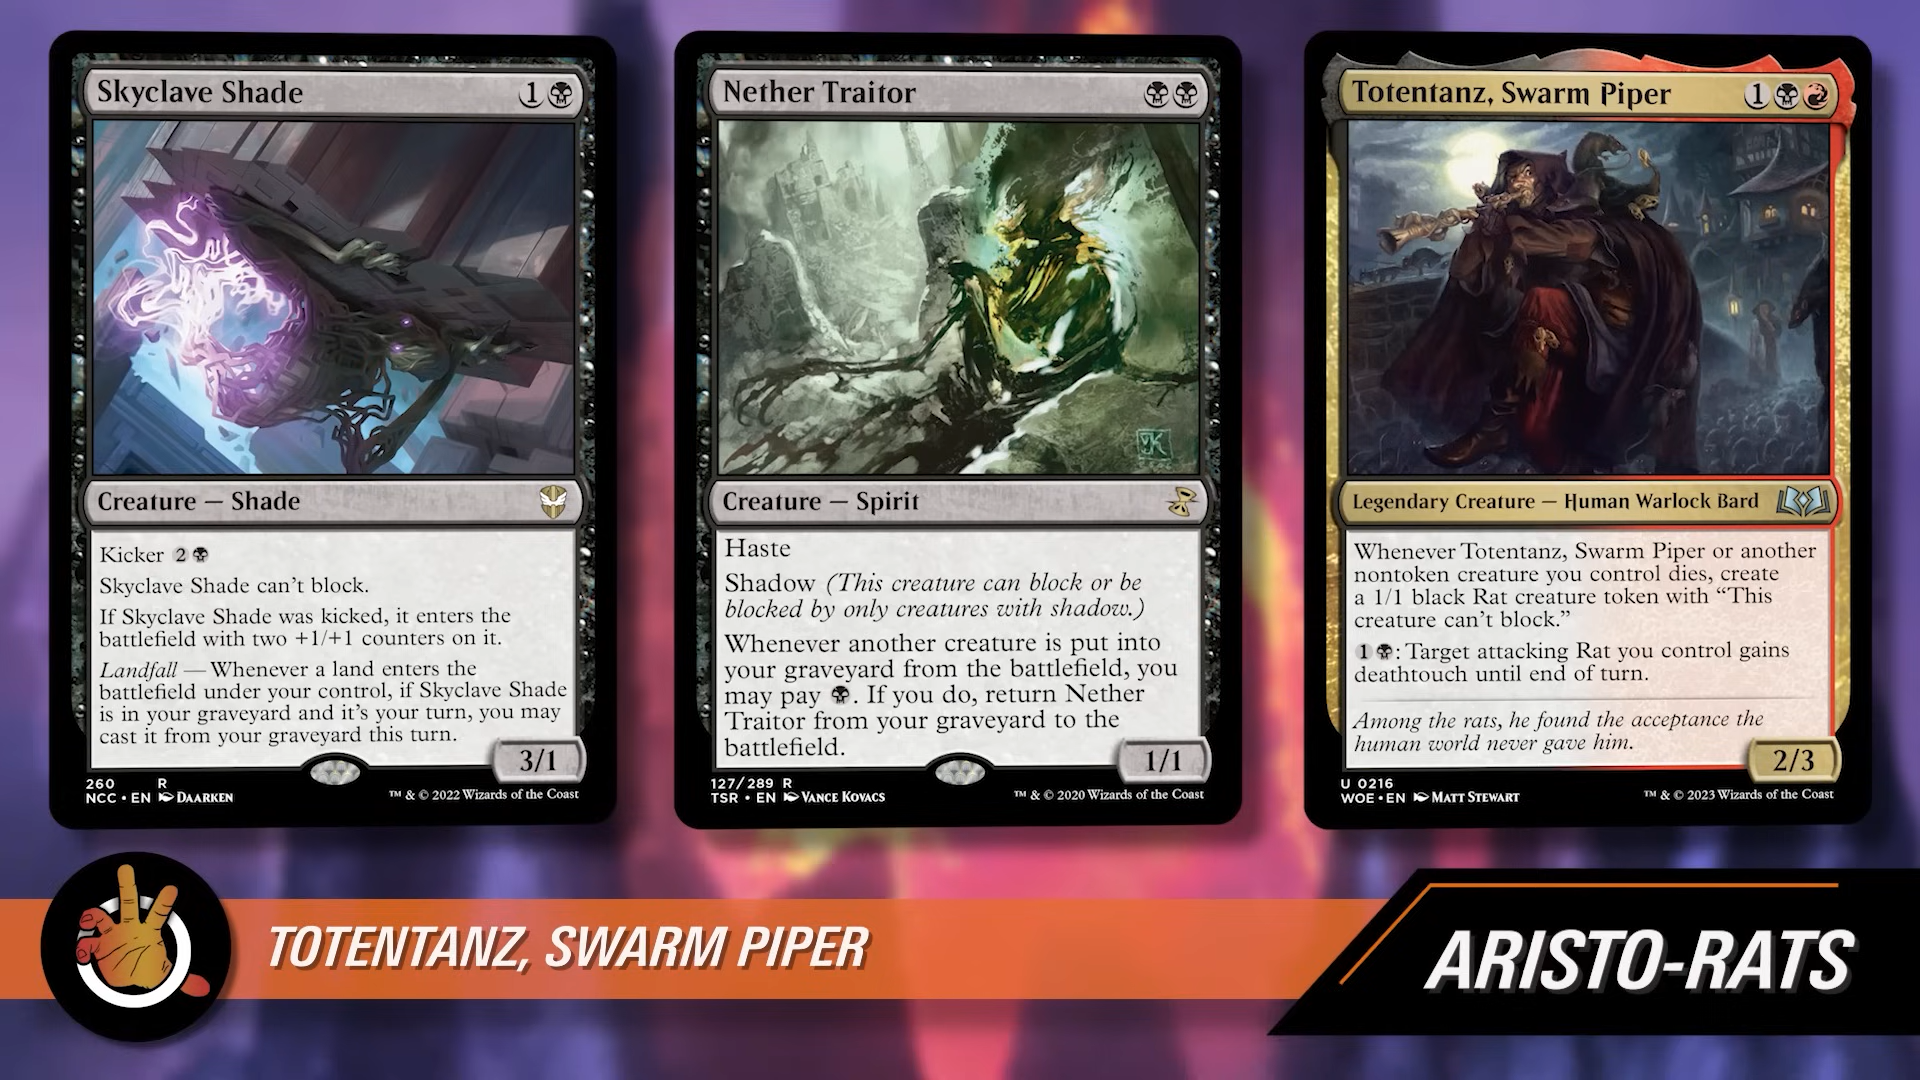 Skyclave Shade 1
Creature — Shade
Kicker 2
Skyclave Shade can't block.
If Skyclave Shade was kicked, it enters the
battlefield with two +1/+1 counters on it.
Landfall — Whenever a land enters the
battlefield under your control, if Skyclave Shade
is in your graveyard and it's your turn, you may
cast it from your graveyard this turn.
3/1
260 R
NCC • EN DAARKEN
™ & © 2022 Wizards of the Coast
Nether Traitor
JK
Creature — Spirit
Haste
Shadow (This creature can block or be
blocked by only creatures with shadow.)
Whenever another creature is put into
your graveyard from the battlefield, you
may pay . If you do, return Nether
Traitor from your graveyard to the
battlefield.
1/1
127/289 R
TSR • EN VANCE KOVACS
™ & © 2020 Wizards of the Coast
Totentanz, Swarm Piper 1
Legendary Creature — Human Warlock Bard
Whenever Totentanz, Swarm Piper or another
nontoken creature you control dies, create
a 1/1 black Rat creature token with "This
creature can't block."
1 : Target attacking Rat you control gains
deathtouch until end of turn.
Among the rats, he found the acceptance the
human world never gave him.
2/3
U 0216
WOE • EN MATT STEWART
™ & © 2023 Wizards of the Coast
TOTENTANZ, SWARM PIPER
ARISTO-RATS